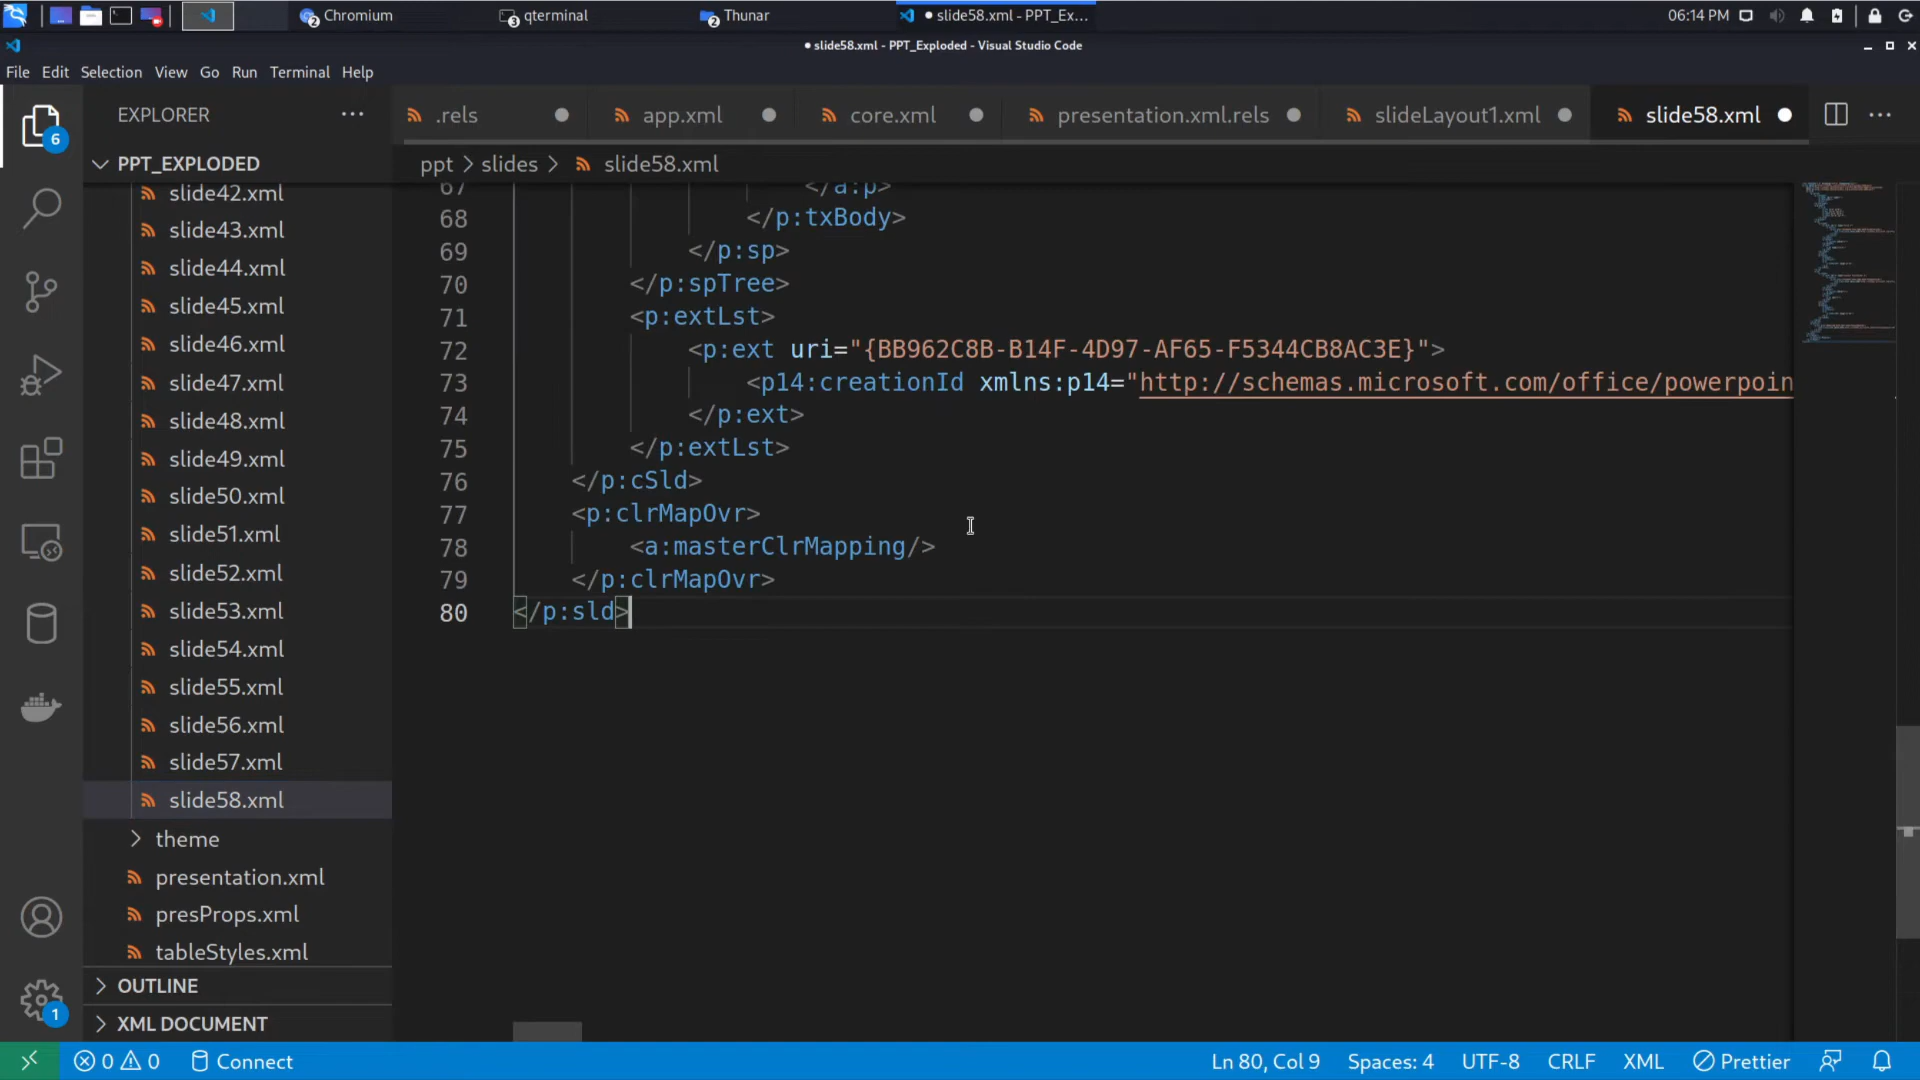 2
Chromium
3
qterminal
2
Thunar
● slide58.xml - PPT_Ex...
06:14 PM
● slide58.xml - PPT_Exploded - Visual Studio Code
File Edit Selection View Go Run Terminal Help
EXPLORER
.rels
app.xml
core.xml
presentation.xml.rels
slideLayout1.xml
slide58.xml
6
PPT_EXPLODED
ppt > slides > slide58.xml
slide42.xml
slide43.xml
slide44.xml
slide45.xml
slide46.xml
slide47.xml
slide48.xml
slide49.xml
slide50.xml
slide51.xml
slide52.xml
slide53.xml
slide54.xml
slide55.xml
slide56.xml
slide57.xml
slide58.xml
theme
presentation.xml
presProps.xml
tableStyles.xml
OUTLINE
XML DOCUMENT
1
67 </a:p>
68 </p:txBody>
69 </p:sp>
70 </p:spTree>
71 <p:extLst>
72 <p:ext uri="{BB962C8B-B14F-4D97-AF65-F5344CB8AC3E}">
73 <p14:creationId xmlns:p14="http://schemas.microsoft.com/office/powerpoin
74 </p:ext>
75 </p:extLst>
76 </p:cSld>
77 <p:clrMapOvr>
78 <a:masterClrMapping/>
79 </p:clrMapOvr>
80 </p:sld>
0 0 Connect
Ln 80, Col 9 Spaces: 4 UTF-8 CRLF XML Prettier